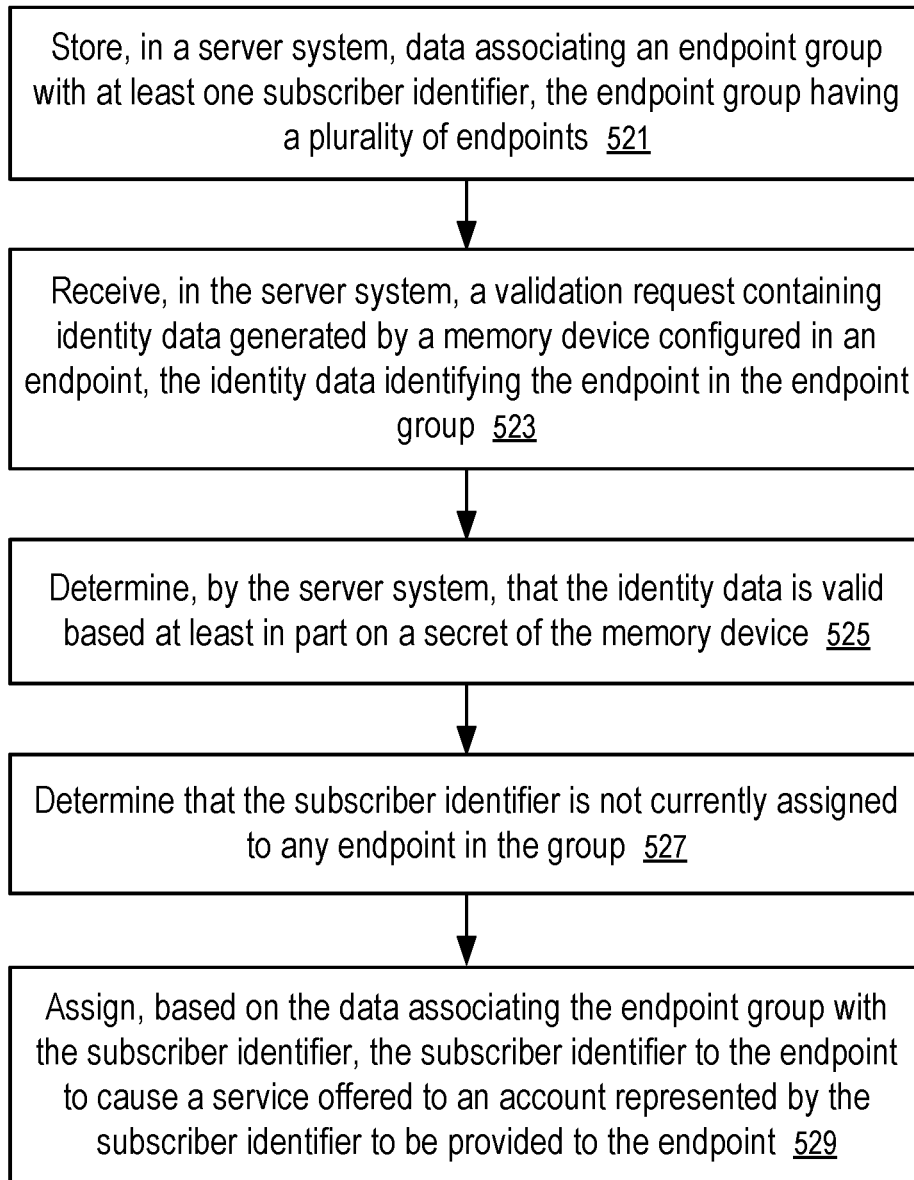 Store, in a server system, data associating an endpoint group
with at least one subscriber identifier, the endpoint group having
a plurality of endpoints 521
Receive, in the server system, a validation request containing
identity data generated by a memory device configured in an
endpoint, the identity data identifying the endpoint in the endpoint
group 523
Determine, by the server system, that the identity data is valid
based at least in part on a secret of the memory device 525
Determine that the subscriber identifier is not currently assigned
to any endpoint in the group 527
Assign, based on the data associating the endpoint group with
the subscriber identifier, the subscriber identifier to the endpoint
to cause a service offered to an account represented by the
subscriber identifier to be provided to the endpoint 529